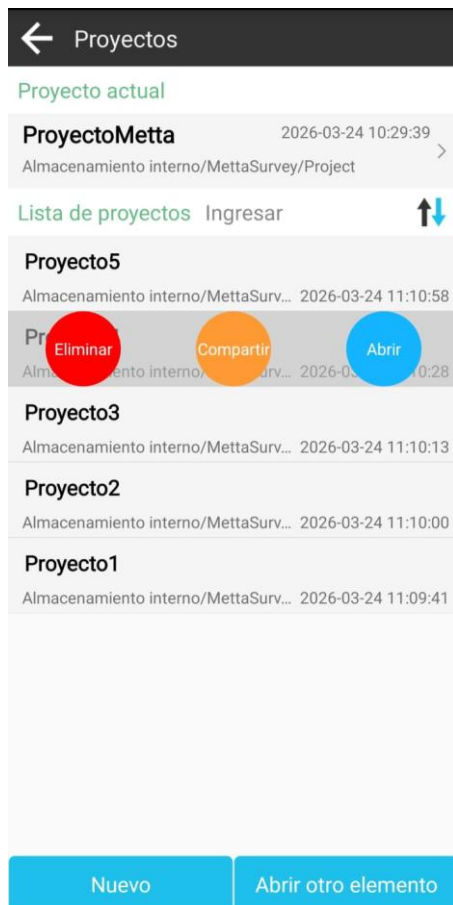 Proyectos
Proyecto actual
ProyectoMetta 2026-03-24 10:29:39
Almacenamiento interno/MettaSurvey/Project
Lista de proyectos Ingresar
Proyecto5
Almacenamiento interno/MettaSurv... 2026-03-24 11:10:58
Eliminar Compartir Abrir
Proyecto3
Almacenamiento interno/MettaSurv... 2026-03-24 11:10:13
Proyecto2
Almacenamiento interno/MettaSurv... 2026-03-24 11:10:00
Proyecto1
Almacenamiento interno/MettaSurv... 2026-03-24 11:09:41
Nuevo Abrir otro elemento